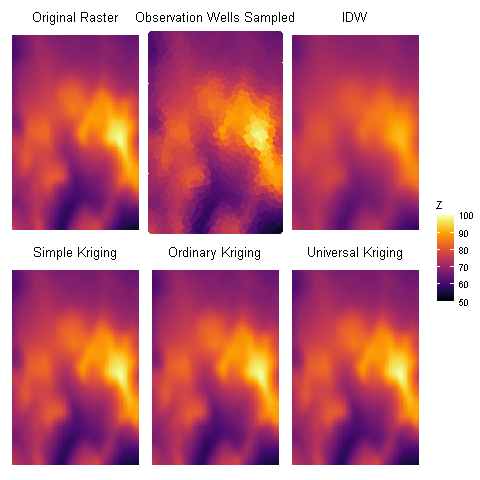 Original Raster
Observation Wells Sampled
IDW
Z
100
90
80
70
60
50
Simple Kriging
Ordinary Kriging
Universal Kriging